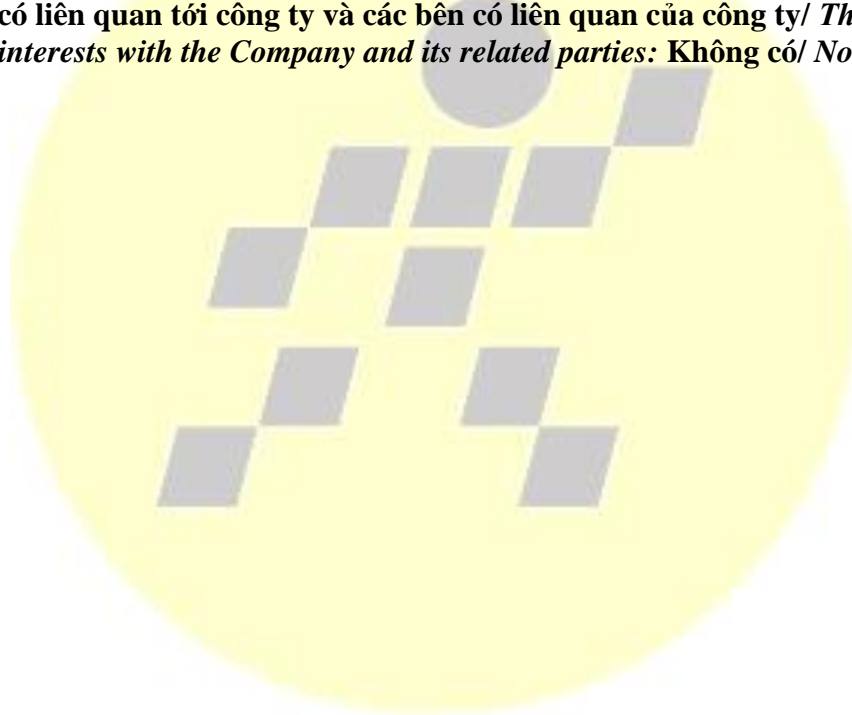 có liên quan tới công ty và các bên có liên quan của công ty/ Th
interests with the Company and its related parties: Không có/ No